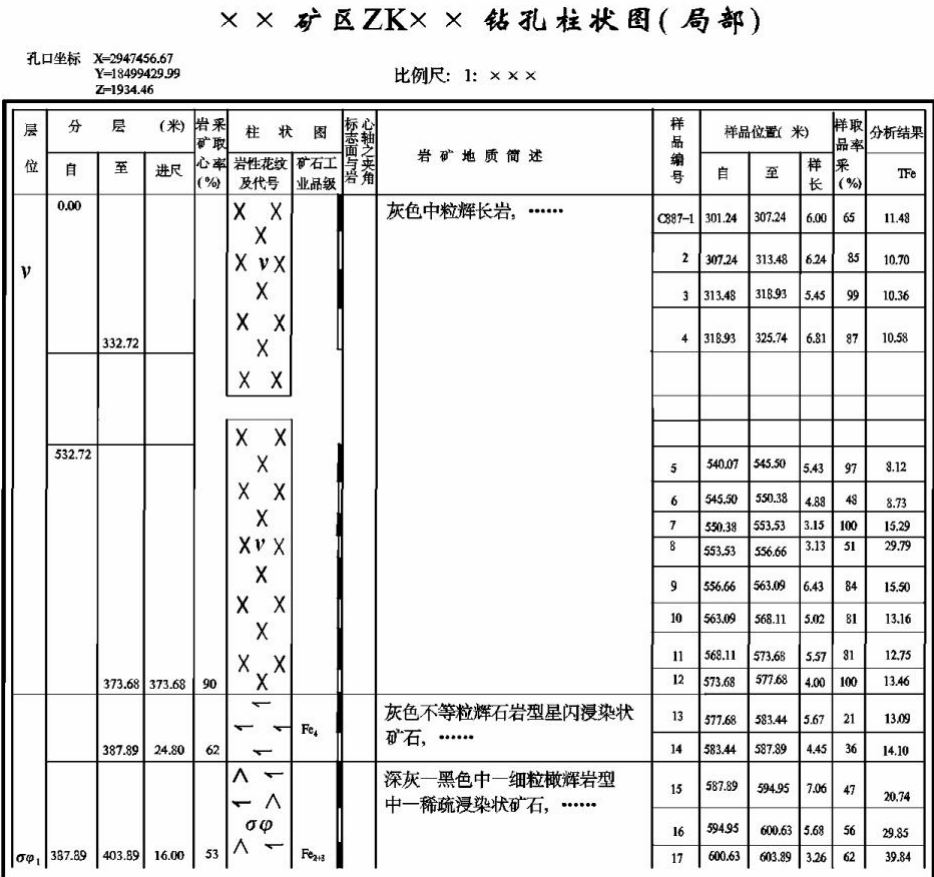 ×× 矿区ZK×× 钻孔柱状图(局部)
孔口坐标 X=2947456.67
Y=18499429.99
Z=1934.46
比例尺: 1: ×××
层位 分层(米) 岩矿心采取率(%) 柱状图 标志面与岩心轴之夹角 岩矿地质简述 样品编号 样品位置(米) 样品采取率(%) 分析结果
自 至 进尺 岩性花纹及代号 矿石工业品级 自 至 样长 TFe
0.00 灰色中粒辉长岩, ······
C887-1 301.24 307.24 6.00 65 11.48
ν 2 307.24 313.48 6.24 85 10.70
ν
3 313.48 318.93 5.45 99 10.36
332.72 4 318.93 325.74 6.81 87 10.58
532.72
5 540.07 545.50 5.43 97 8.12
6 545.50 550.38 4.88 48 8.73
7 550.38 553.53 3.15 100 15.29
ν 8 553.53 556.66 3.13 51 29.79
9 556.66 563.09 6.43 84 15.50
10 563.09 568.11 5.02 81 13.16
11 568.11 573.68 5.57 81 12.75
373.68 373.68 90 12 573.68 577.68 4.00 100 13.46
Fe4 灰色不等粒辉石岩型星闪浸染状 13 577.68 583.44 5.67 21 13.09
矿石, ······
387.89 24.80 62 14 583.44 587.89 4.45 36 14.10
深灰—黑色中—细粒橄辉岩型 15 587.89 594.95 7.06 47 20.74
中—稀疏浸染状矿石, ······
σφ 16 594.95 600.63 5.68 56 29.85
σφ1 387.89 403.89 16.00 53 Fe2+3 17 600.63 603.89 3.26 62 39.84